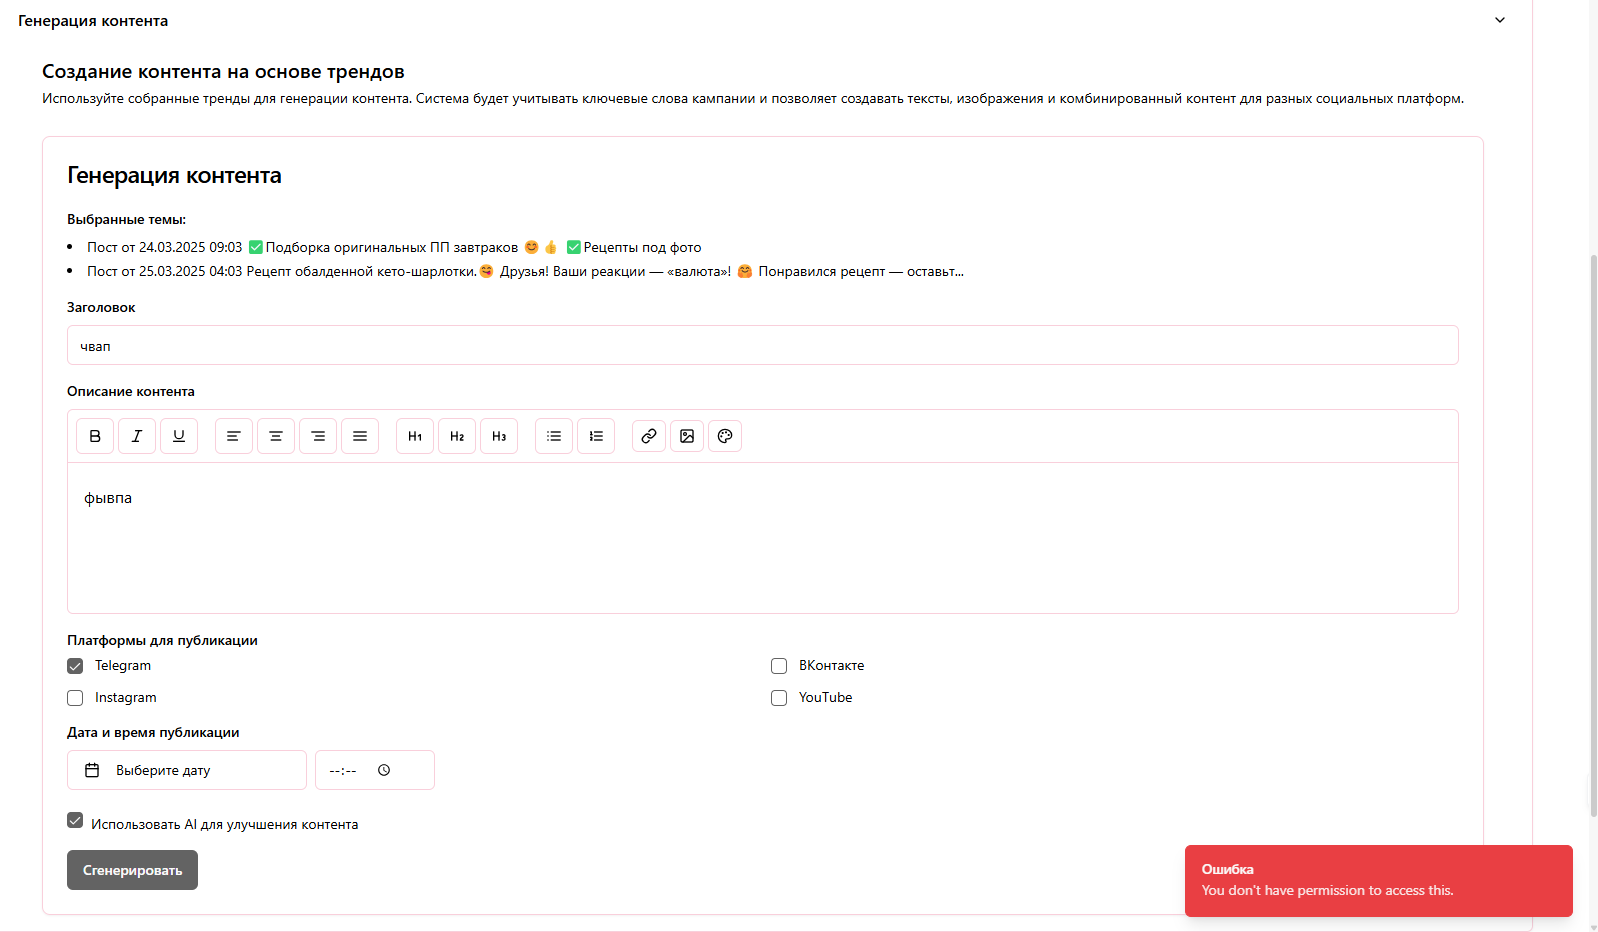 Генерация контента
Создание контента на основе трендов
Используйте собранные тренды для генерации контента. Система будет учитывать ключевые слова кампании и позволяет создавать тексты, изображения и комбинированный контент для разных социальных платформ.
Генерация контента
Выбранные темы:
• Пост от 24.03.2025 09:03 ✅Подборка оригинальных ПП завтраков 😊 👍 ✅Рецепты под фото
• Пост от 25.03.2025 04:03 Рецепт обалденной кето-шарлотки.😋 Друзья! Ваши реакции — «валюта»! 🤗 Понравился рецепт — оставьт...
Заголовок
чвап
Описание контента
B I U H1 H2 H3
фывпа
Платформы для публикации
Telegram ВКонтакте
Instagram YouTube
Дата и время публикации
Выберите дату --:--
Использовать AI для улучшения контента
Сгенерировать
Ошибка
You don't have permission to access this.